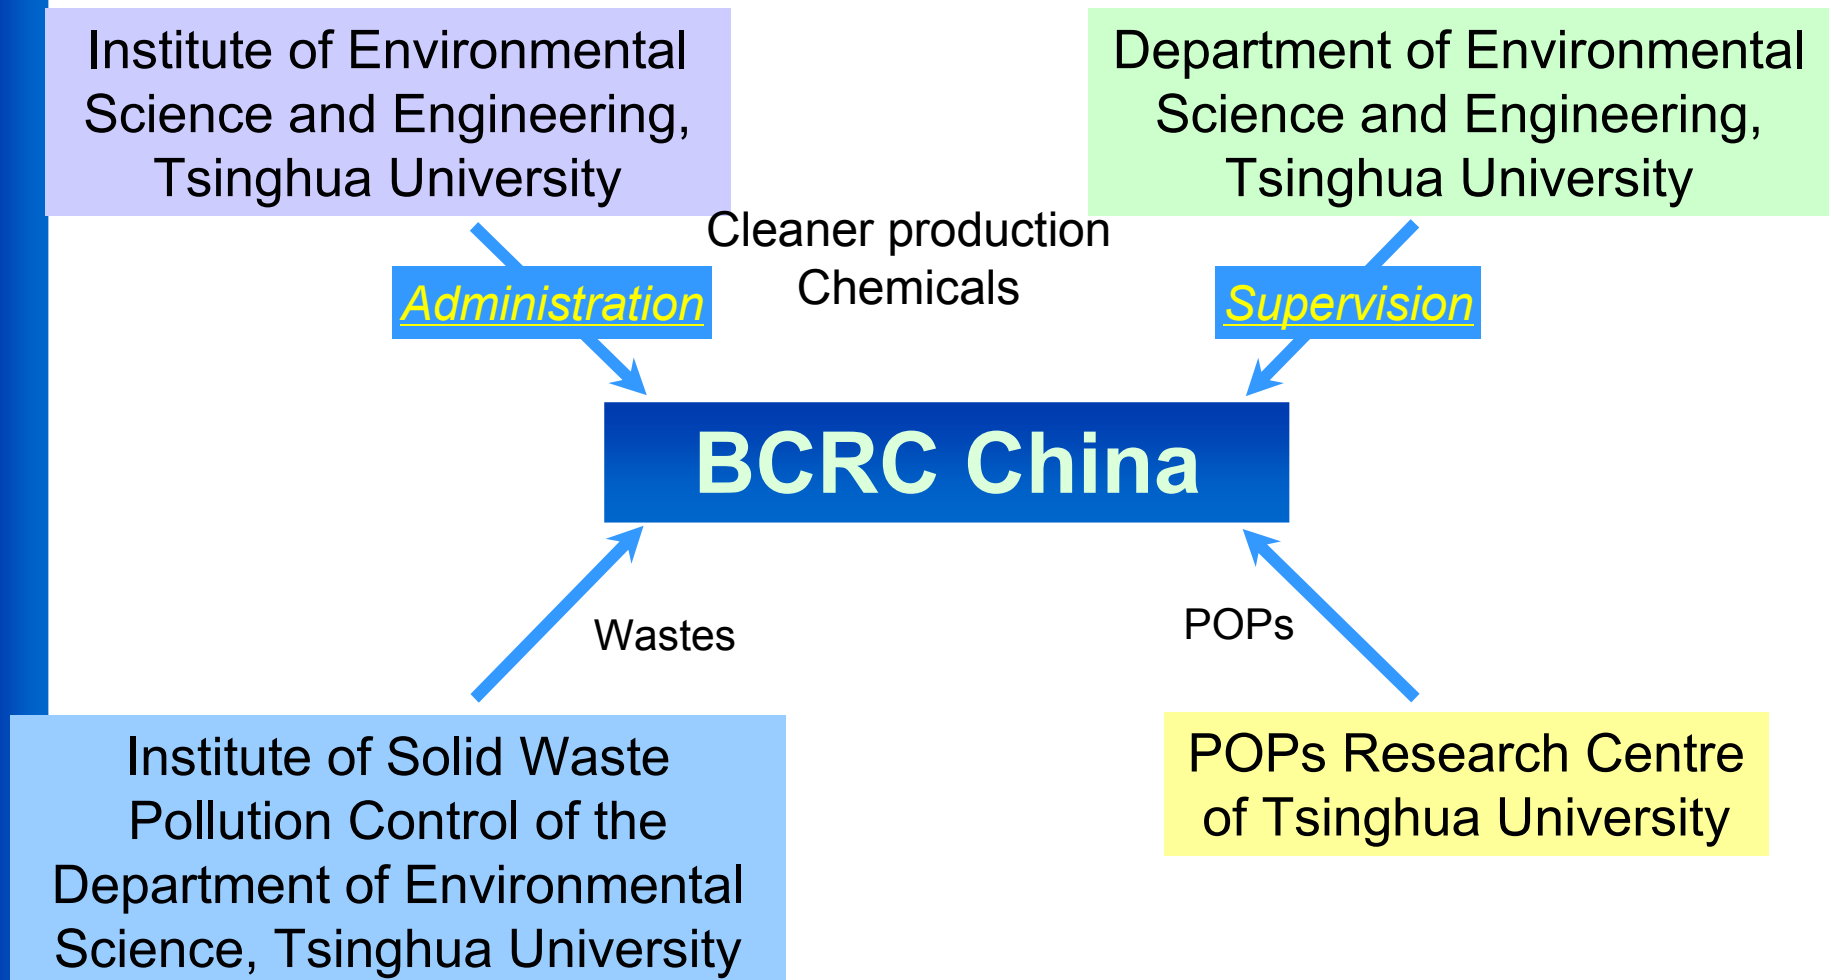 Institute of Environmental
Science and Engineering,
Tsinghua University
Department of Environmental
Science and Engineering,
Tsinghua University
Cleaner production
Chemicals
Administration
Supervision
BCRC China
Wastes
POPs
Institute of Solid Waste
Pollution Control of the
Department of Environmental
Science, Tsinghua University
POPs Research Centre
of Tsinghua University